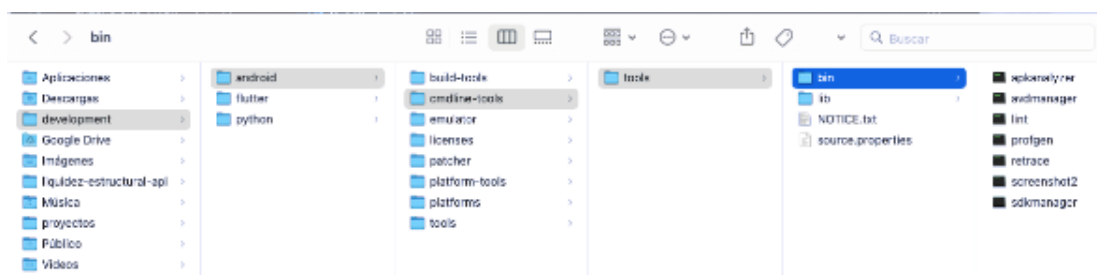 bin
Buscar
Aplicaciones
Descargas
development
Google Drive
Imágenes
liquidez-estructural-api
Música
proyectos
Público
Videos
android
flutter
python
build-tools
cmdline-tools
emulator
licenses
patcher
platform-tools
platforms
tools
tools
bin
lib
NOTICE.txt
source.properties
apkanalyzer
avdmanager
lint
profgen
retrace
screenshot2
sdkmanager